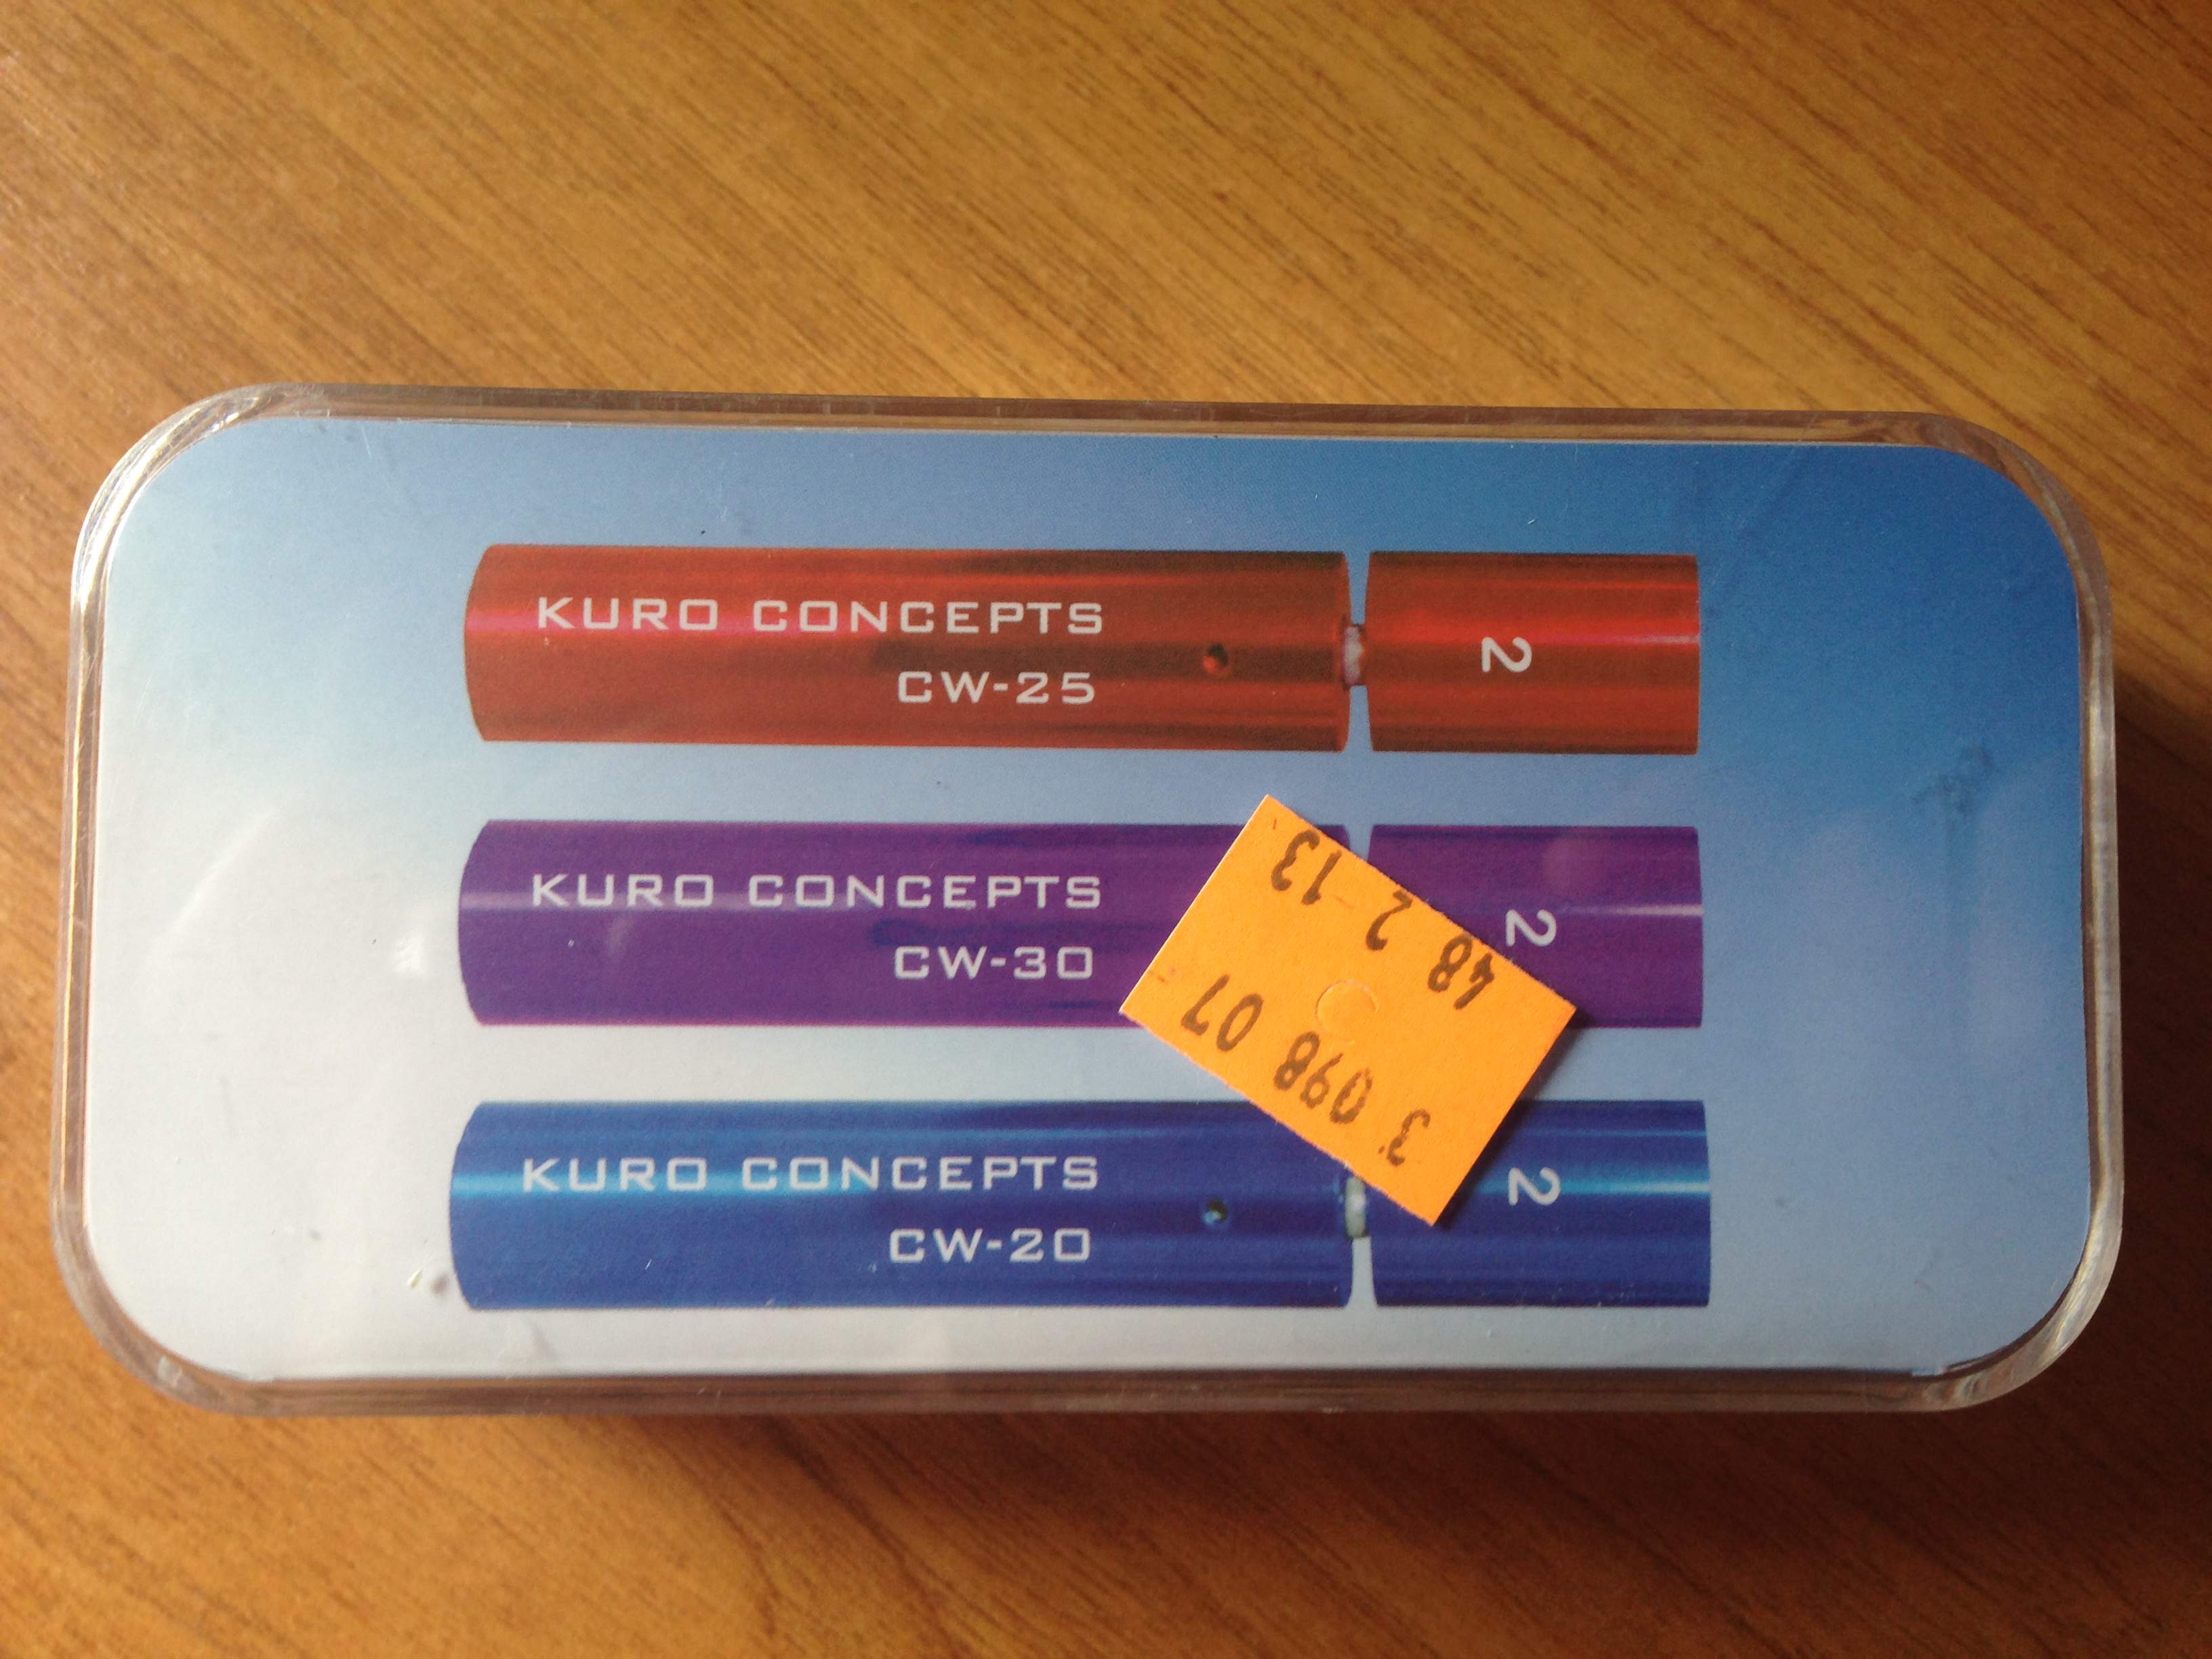 KURO CONCEPTS
CW-25
2
KURO CONCEPTS
CW-30
2
3 098 07
48 2 13
KURO CONCEPTS
CW-20
2